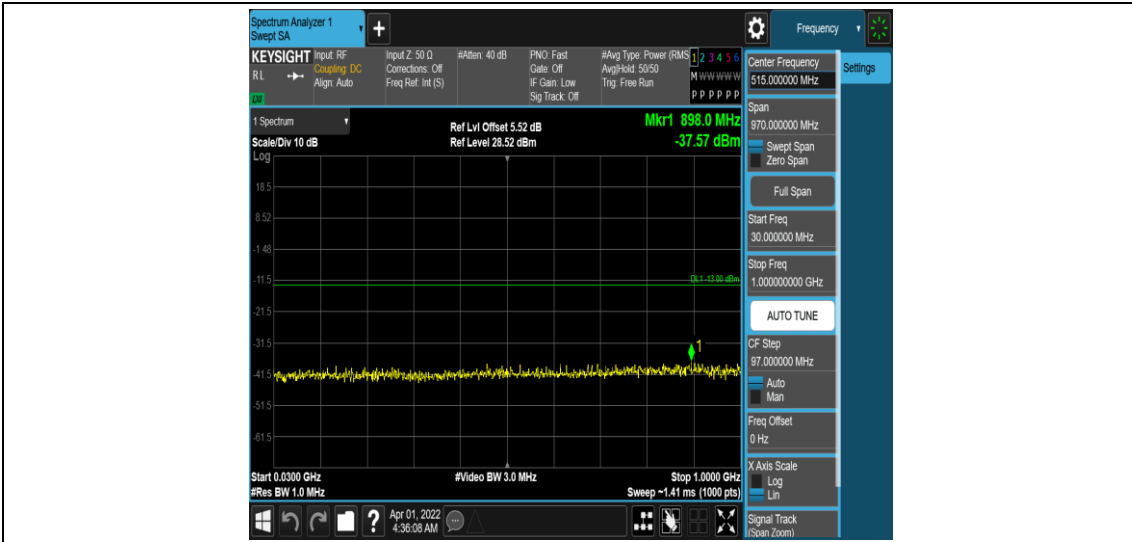 Spectrum Analyzer 1
Swept SA
+
Frequency
KEYSIGHT
RL
Input: RF
Coupling: DC
Align: Auto
Input Z: 50 Ω
Corrections: Off
Freq Ref: Int (S)
#Atten: 40 dB
PNO: Fast
Gate: Off
IF Gain: Low
Sig Track: Off
#Avg Type: Power (RMS
Avg|Hold: 50/50
Trig: Free Run
1 2 3 4 5 6
M W W W W W
P P P P P P
1 Spectrum
Scale/Div 10 dB
Log
Ref Lvl Offset 5.52 dB
Ref Level 28.52 dBm
Mkr1 898.0 MHz
-37.57 dBm
18.5
8.52
-1.48
-11.5
DL1 -13.00 dBm
-21.5
-31.5
1
-41.5
-51.5
-61.5
Start 0.0300 GHz
#Res BW 1.0 MHz
#Video BW 3.0 MHz
Stop 1.0000 GHz
Sweep ~1.41 ms (1000 pts)
Center Frequency
515.000000 MHz
Settings
Span
970.000000 MHz
Swept Span
Zero Span
Full Span
Start Freq
30.000000 MHz
Stop Freq
1.000000000 GHz
AUTO TUNE
CF Step
97.000000 MHz
Auto
Man
Freq Offset
0 Hz
X Axis Scale
Log
Lin
Signal Track
(Span Zoom)
?
Apr 01, 2022
4:36:08 AM